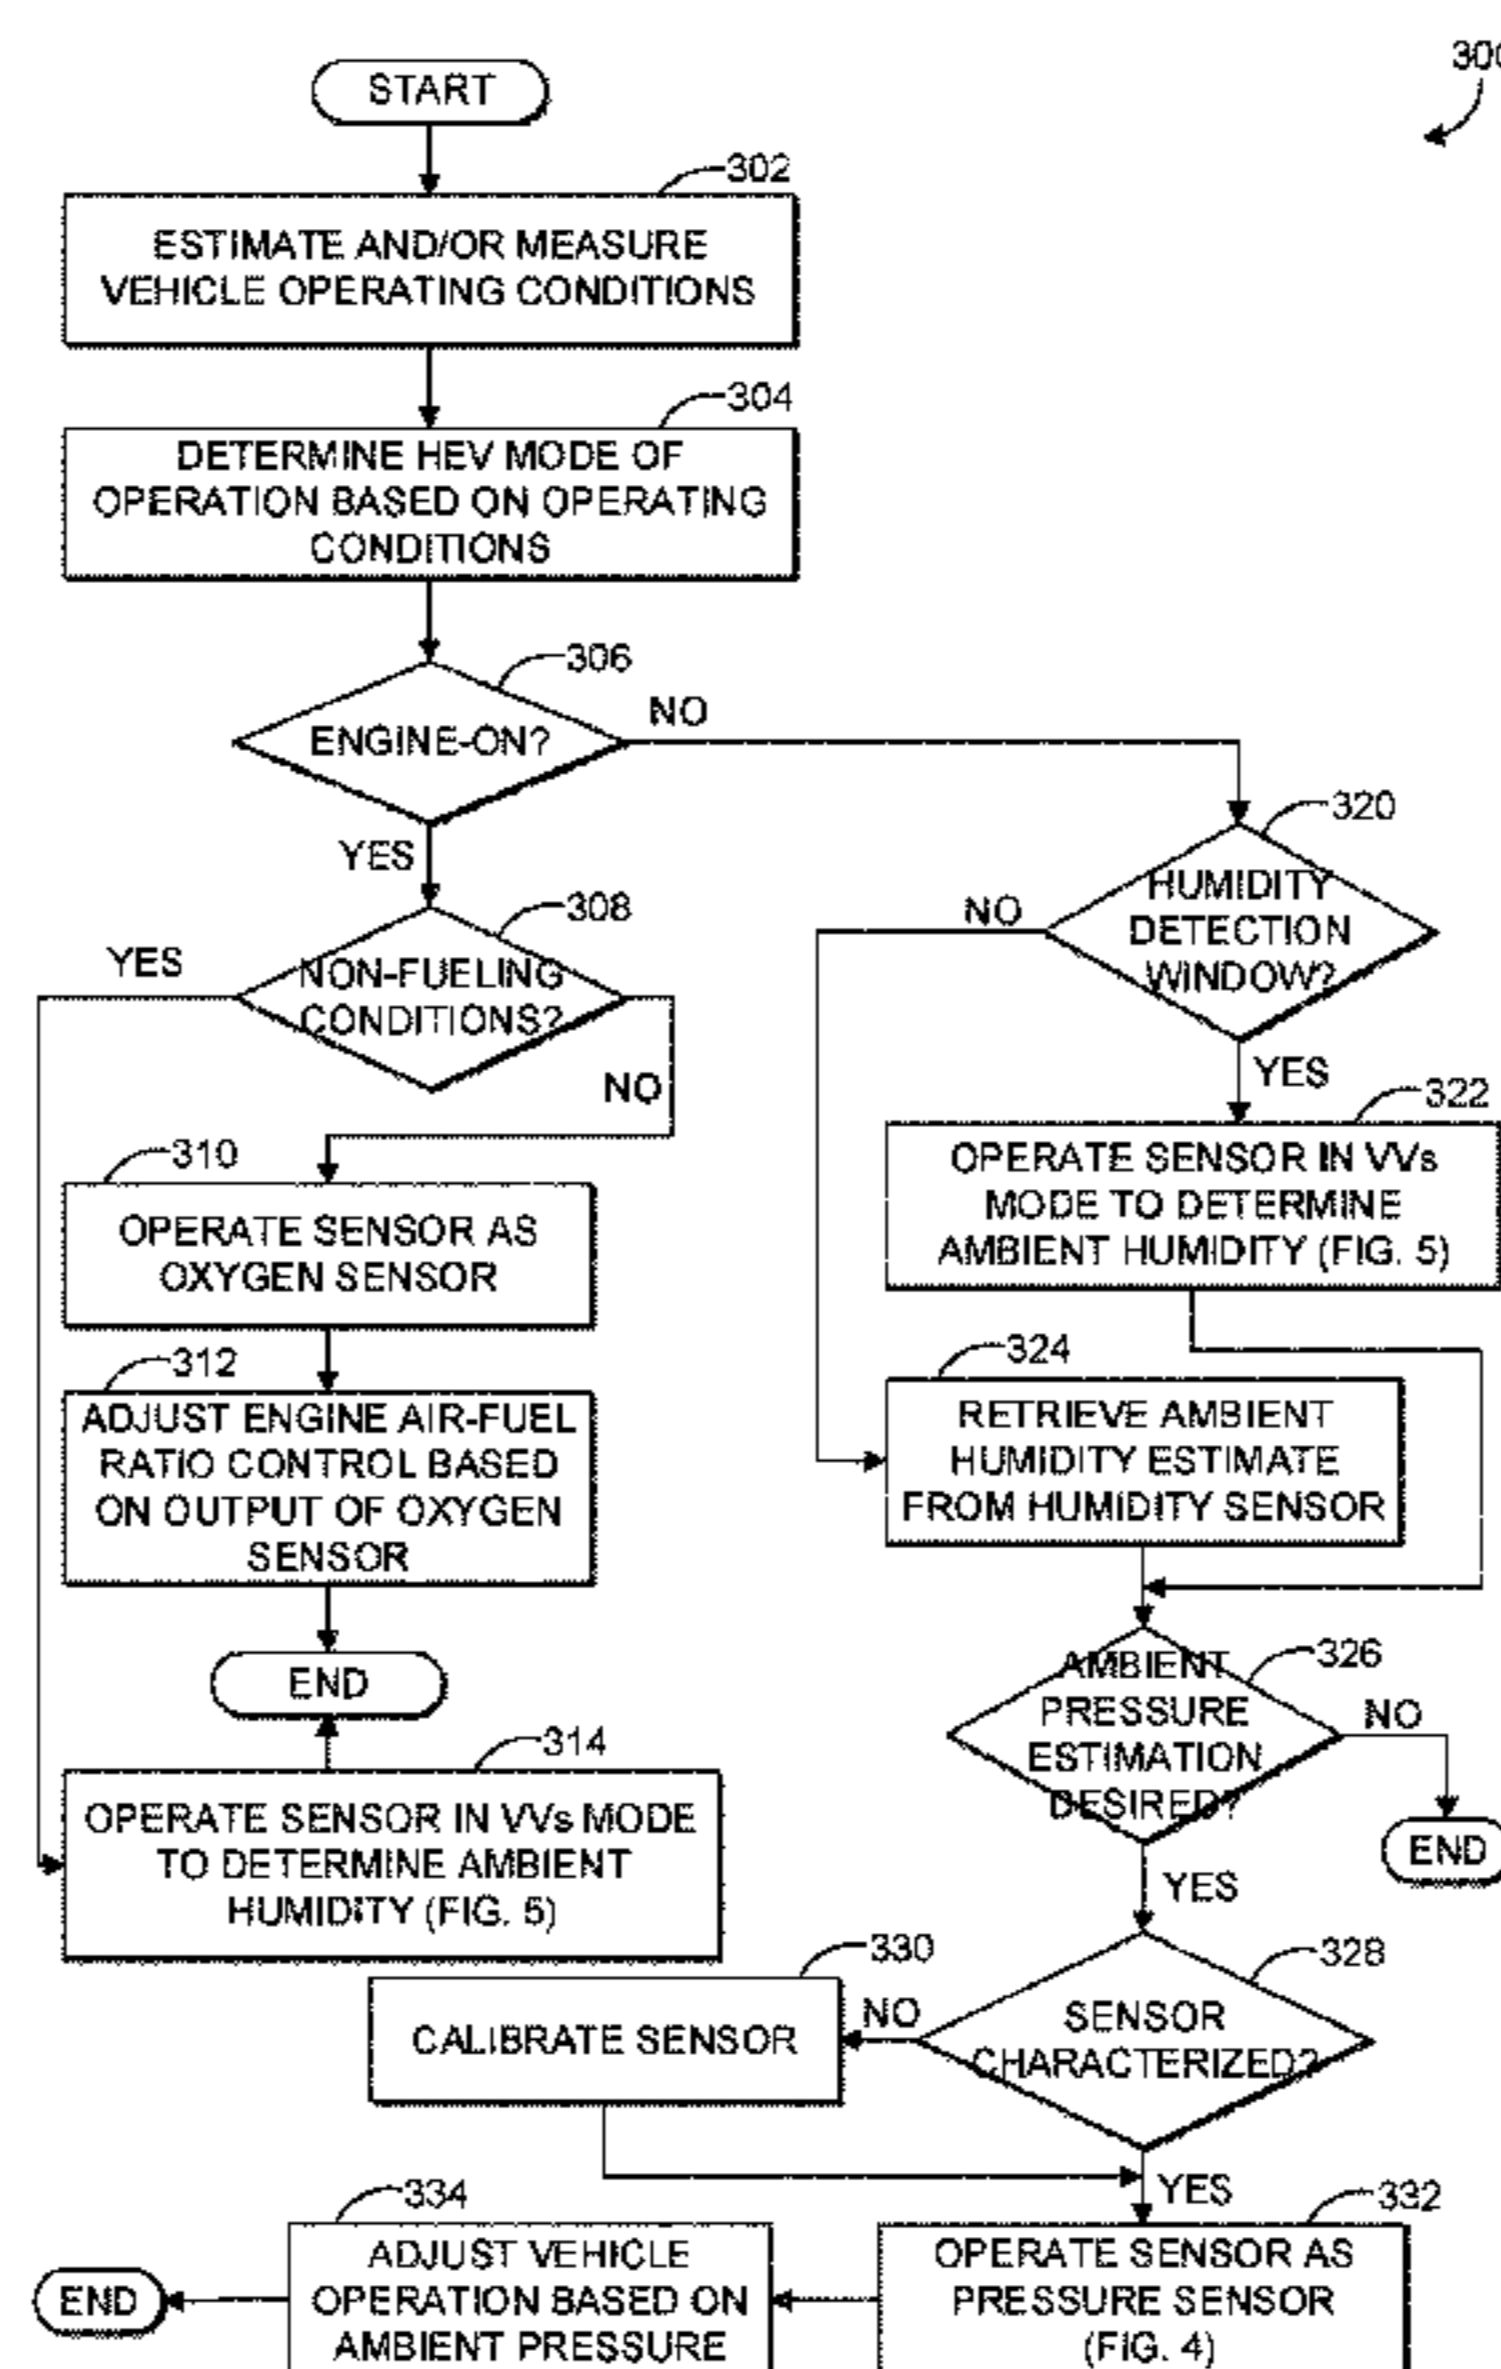 300
START
302
ESTIMATE AND/OR MEASURE
VEHICLE OPERATING CONDITIONS
304
DETERMINE HEV MODE OF
OPERATION BASED ON OPERATING
CONDITIONS
306
ENGINE-ON?
NO
YES
320
HUMIDITY
DETECTION
WINDOW?
NO
YES
308
NON-FUELING
CONDITIONS?
YES
NO
322
OPERATE SENSOR IN VVs
MODE TO DETERMINE
AMBIENT HUMIDITY (FIG. 5)
310
OPERATE SENSOR AS
OXYGEN SENSOR
324
RETRIEVE AMBIENT
HUMIDITY ESTIMATE
FROM HUMIDITY SENSOR
312
ADJUST ENGINE AIR-FUEL
RATIO CONTROL BASED
ON OUTPUT OF OXYGEN
SENSOR
END
326
AMBIENT
PRESSURE
ESTIMATION
DESIRED?
NO
END
YES
314
OPERATE SENSOR IN VVs MODE
TO DETERMINE AMBIENT
HUMIDITY (FIG. 5)
328
SENSOR
CHARACTERIZED?
NO
330
CALIBRATE SENSOR
YES
332
OPERATE SENSOR AS
PRESSURE SENSOR
(FIG. 4)
334
ADJUST VEHICLE
OPERATION BASED ON
AMBIENT PRESSURE
END